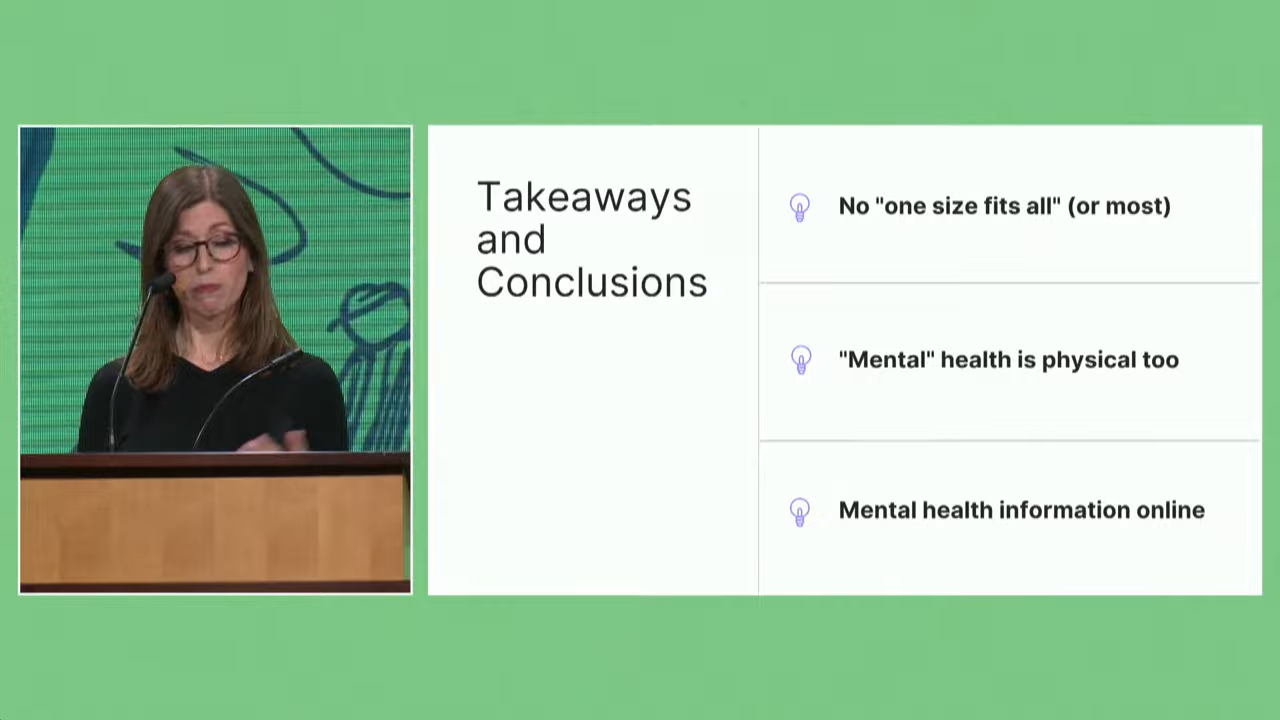 Takeaways
and
Conclusions
No "one size fits all" (or most)
"Mental" health is physical too
Mental health information online